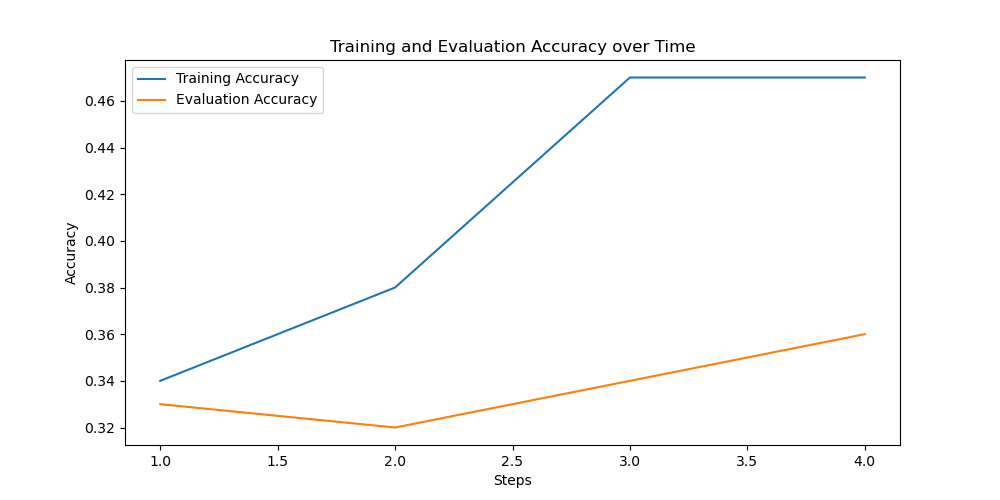 Training and Evaluation Accuracy over Time
Training Accuracy
Evaluation Accuracy
Accuracy
0.46
0.44
0.42
0.40
0.38
0.36
0.34
0.32
1.0 1.5 2.0 2.5 3.0 3.5 4.0
Steps